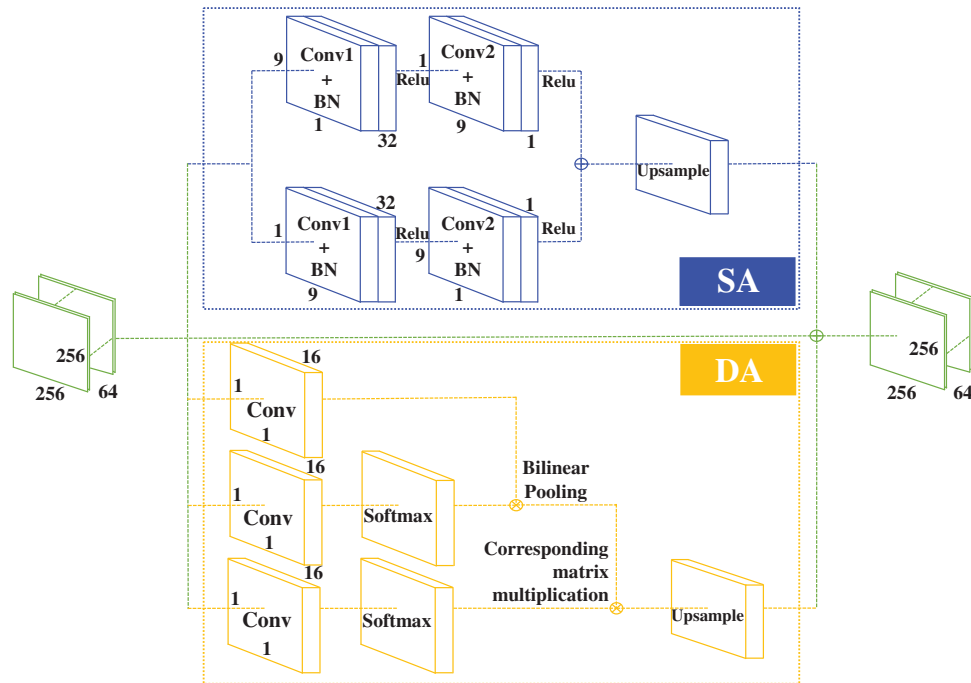 9
Conv1
+
BN
1
32
Relu
1
Conv2
+
BN
9
1
Relu
Upsample
1
Conv1
+
BN
9
32
Relu
9
Conv2
+
BN
1
1
Relu
SA
256
256
64
256
256
64
DA
16
1
Conv
1
Bilinear
Pooling
16
1
Conv
1
Softmax
Corresponding
matrix
multiplication
16
1
Conv
1
Softmax
Upsample